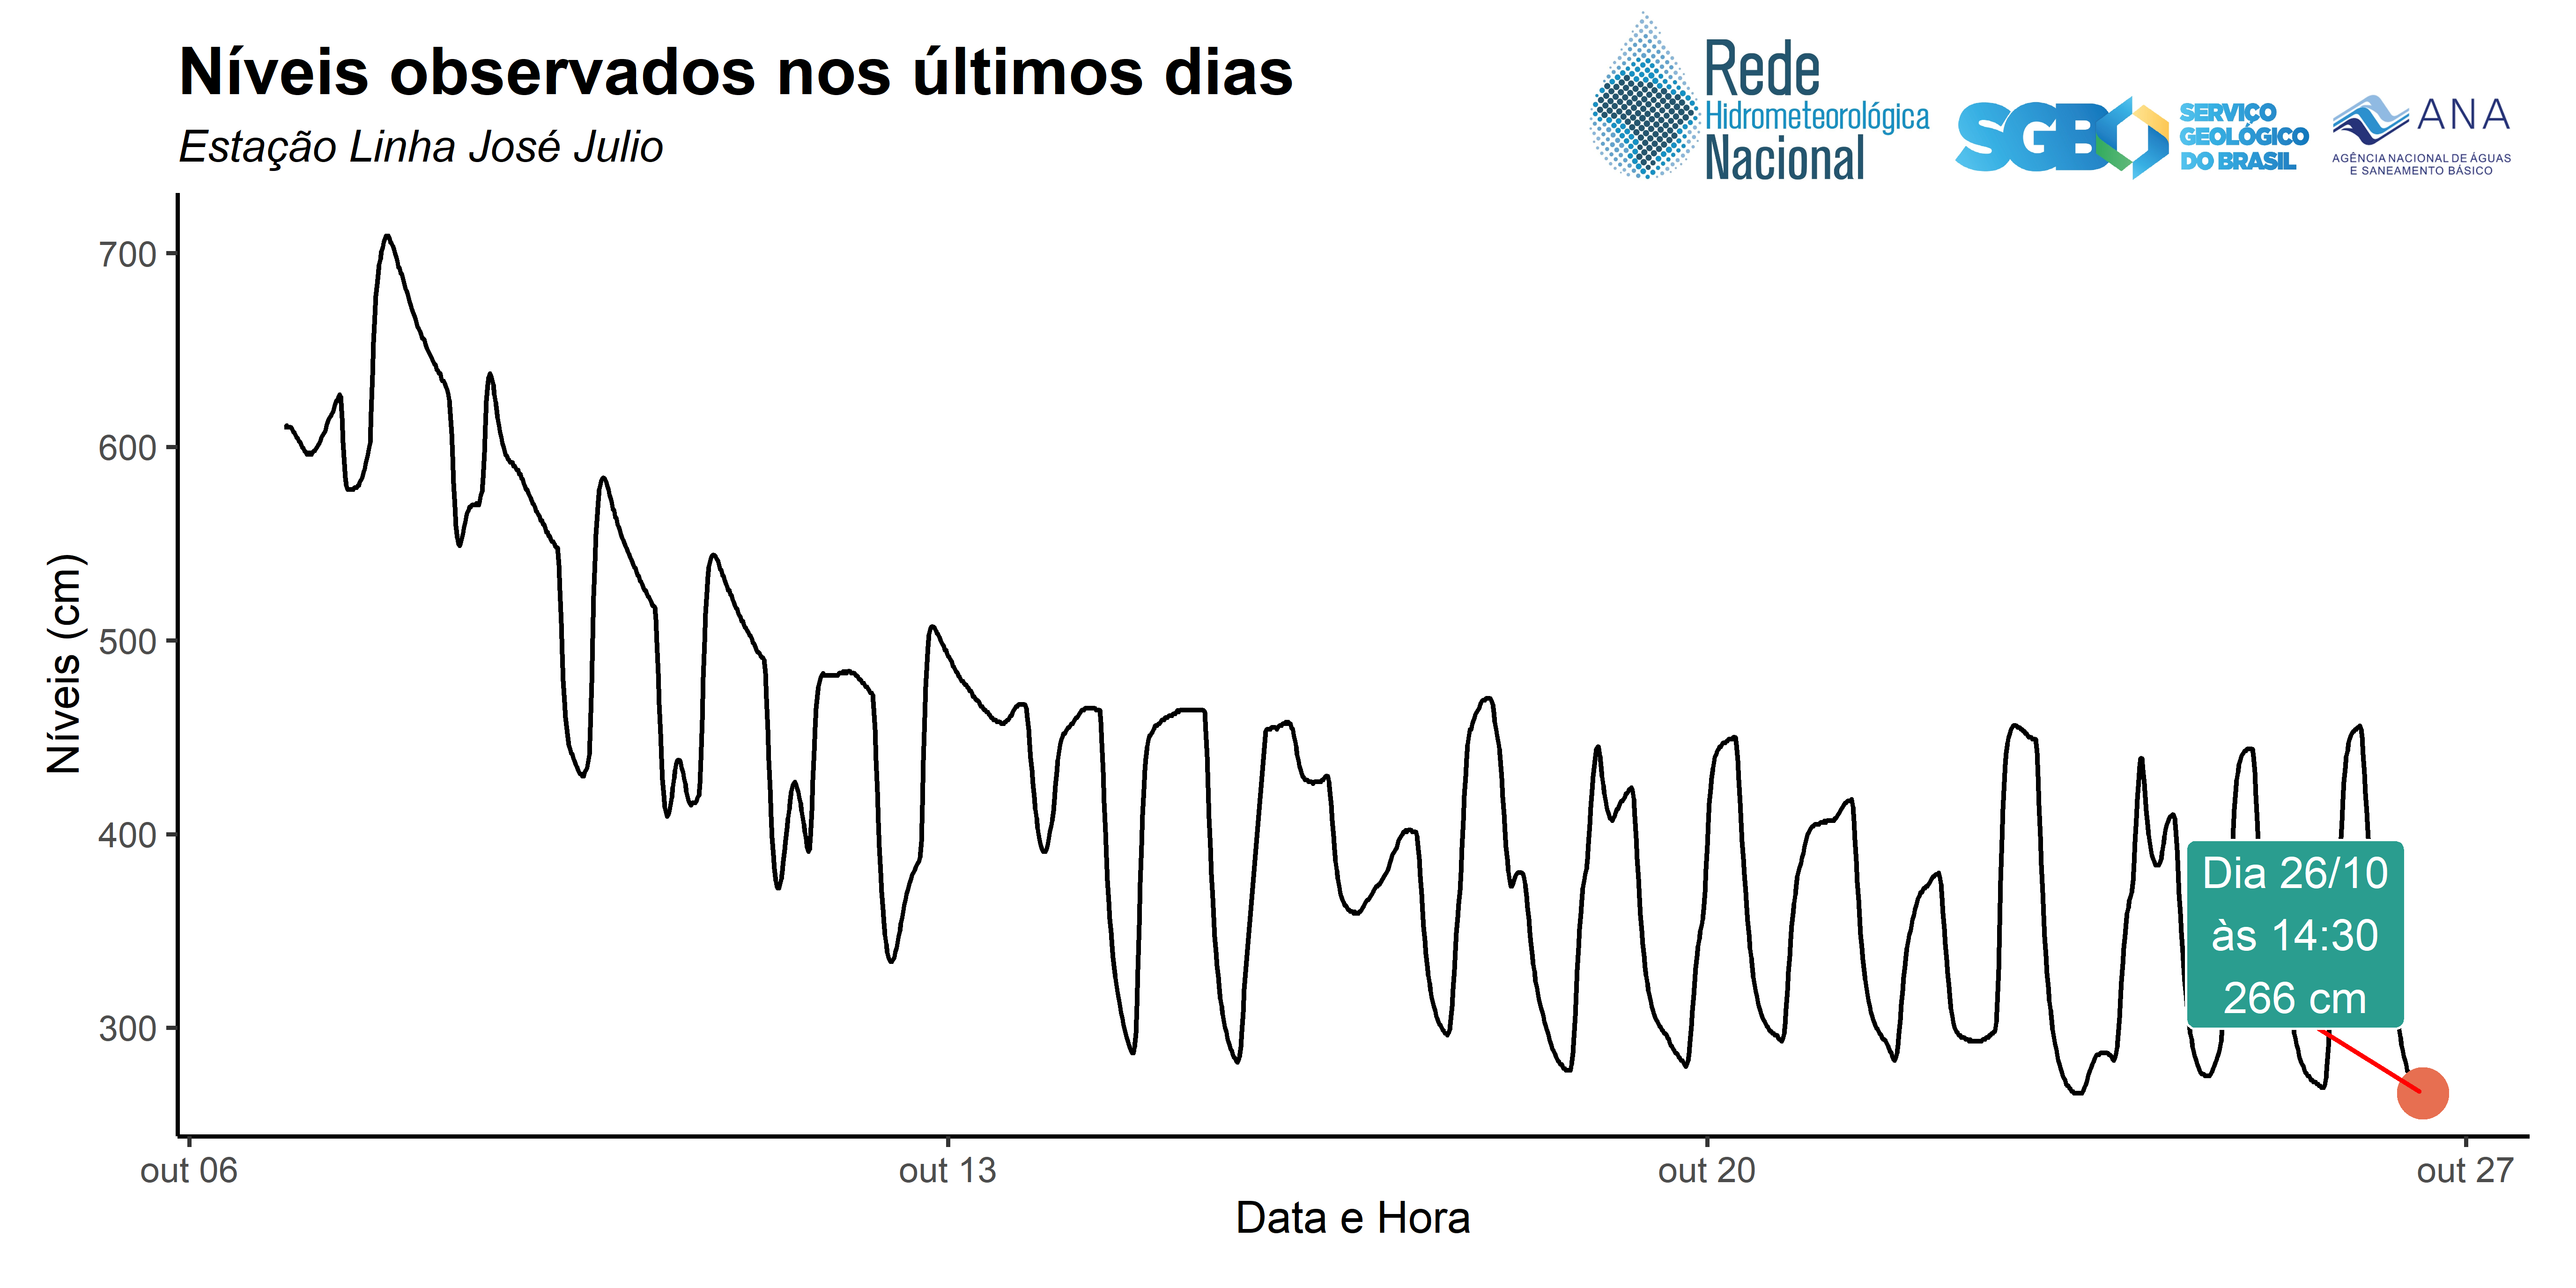 Níveis observados nos últimos dias
Estação Linha José Julio
Rede
Hidrometeorológica
Nacional
SGB
SERVIÇO
GEOLÓGICO
DO BRASIL
ANA
AGÊNCIA NACIONAL DE ÁGUAS
E SANEAMENTO BÁSICO
Níveis (cm)
700
600
500
400
300
Dia 26/10
às 14:30
266 cm
out 06
out 13
out 20
out 27
Data e Hora